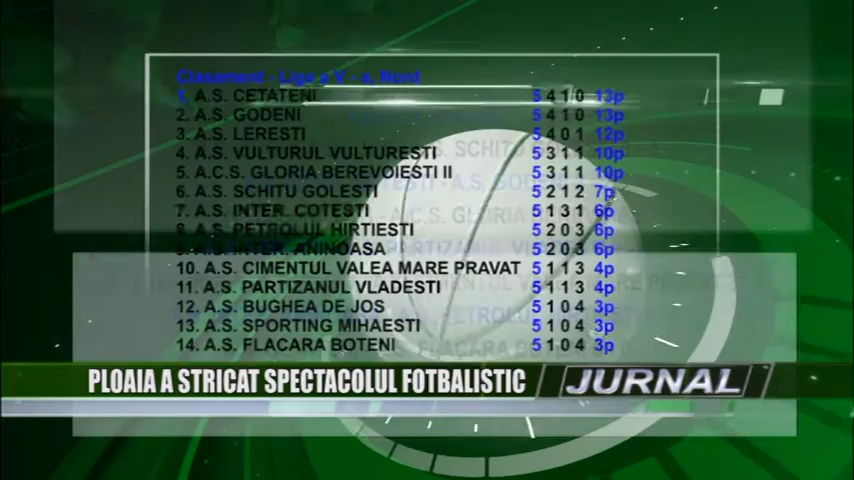 Clasament - Liga a V - a, Nord
1. A.S. CETATENI 5 4 1 0 13p
2. A.S. GODENI 5 4 1 0 13p
3. A.S. LERESTI 5 4 0 1 12p
4. A.S. VULTURUL VULTURESTI 5 3 1 1 10p
5. A.C.S. GLORIA BEREVOIESTI II 5 3 1 1 10p
6. A.S. SCHITU GOLESTI 5 2 1 2 7p
7. A.S. INTER. COTESTI 5 1 3 1 6p
8. A.S. PETROLUL HIRTIESTI 5 2 0 3 6p
9. A.S. INTER. ANINOASA 5 2 0 3 6p
10. A.S. CIMENTUL VALEA MARE PRAVAT 5 1 1 3 4p
11. A.S. PARTIZANUL VLADESTI 5 1 1 3 4p
12. A.S. BUGHEA DE JOS 5 1 0 4 3p
13. A.S. SPORTING MIHAESTI 5 1 0 4 3p
14. A.S. FLACARA BOTENI 5 1 0 4 3p
PLOAIA A STRICAT SPECTACOLUL FOTBALISTIC JURNAL